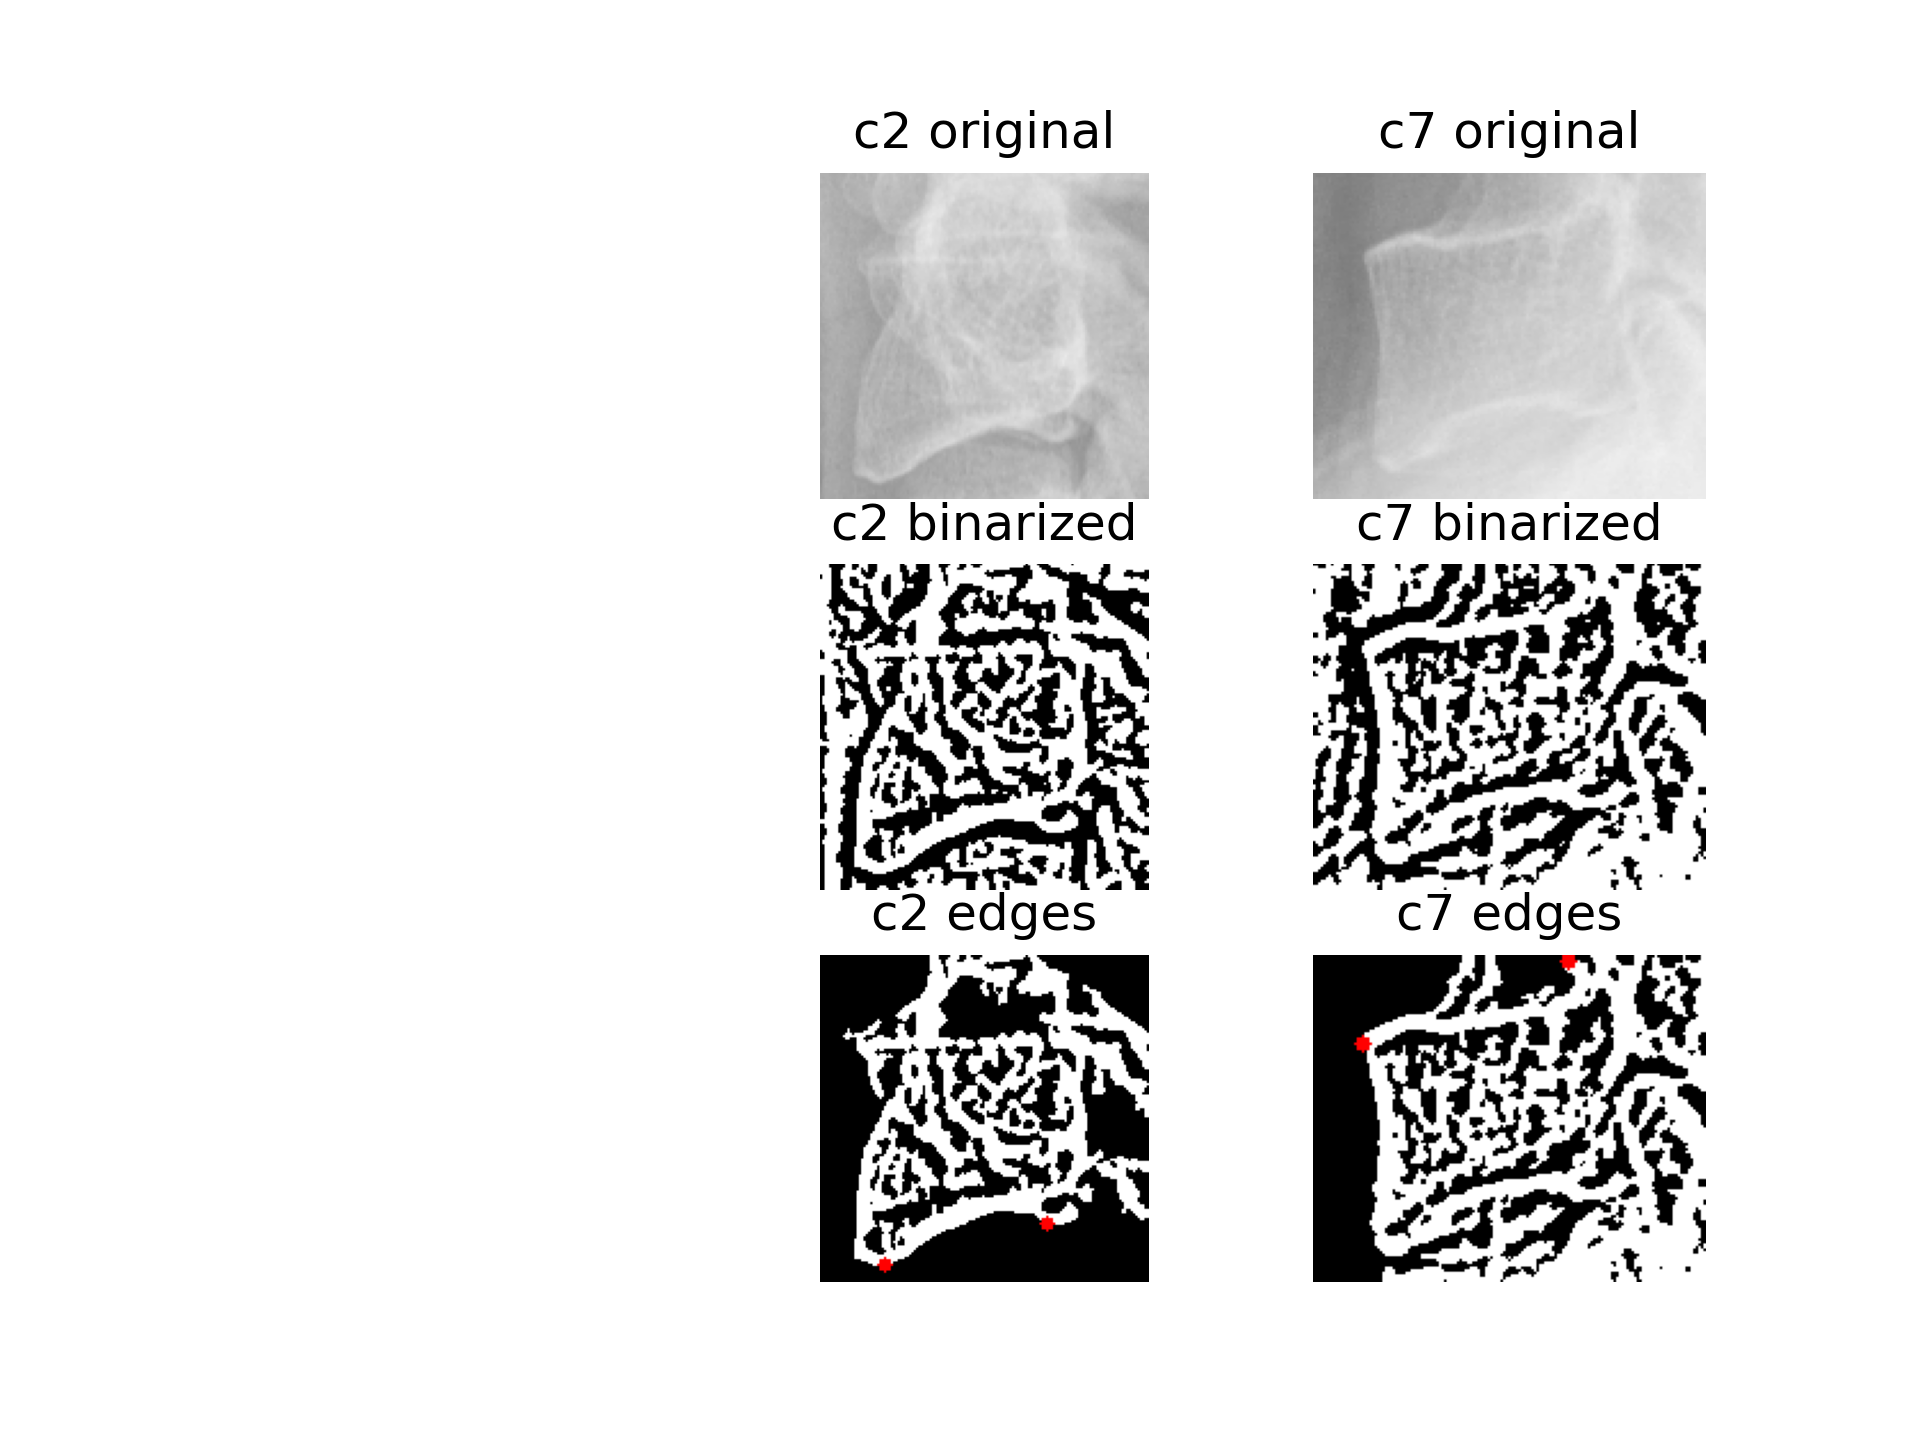 c2 original
c7 original
c2 binarized
c7 binarized
c2 edges
c7 edges